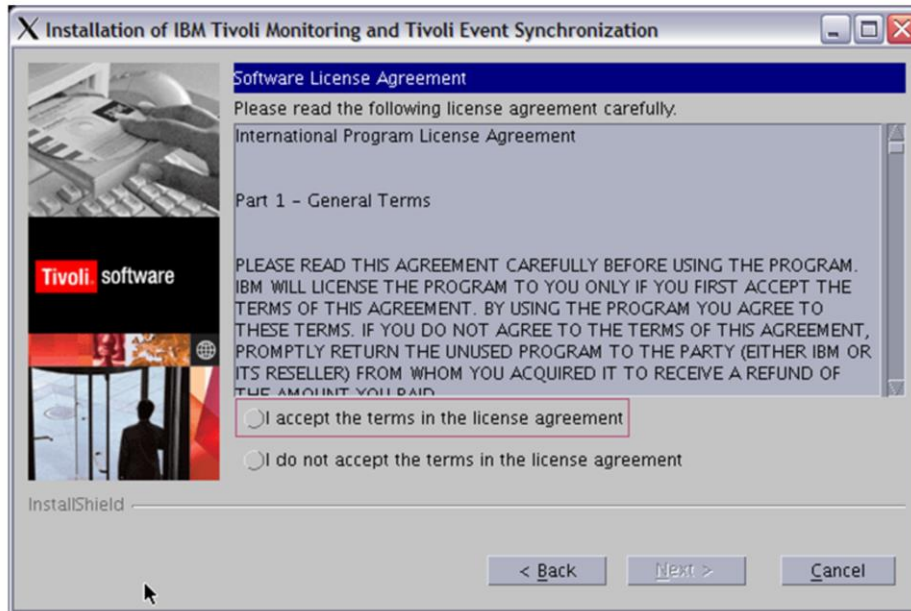 Installation of IBM Tivoli Monitoring and Tivoli Event Synchronization
Software License Agreement
Please read the following license agreement carefully.
International Program License Agreement
Part 1 – General Terms
PLEASE READ THIS AGREEMENT CAREFULLY BEFORE USING THE PROGRAM.
IBM WILL LICENSE THE PROGRAM TO YOU ONLY IF YOU FIRST ACCEPT THE
TERMS OF THIS AGREEMENT. BY USING THE PROGRAM YOU AGREE TO
THESE TERMS. IF YOU DO NOT AGREE TO THE TERMS OF THIS AGREEMENT,
PROMPTLY RETURN THE UNUSED PROGRAM TO THE PARTY (EITHER IBM OR
ITS RESELLER) FROM WHOM YOU ACQUIRED IT TO RECEIVE A REFUND OF
THE AMOUNT YOU PAID.
Tivoli. software
I accept the terms in the license agreement
I do not accept the terms in the license agreement
InstallShield
< Back
Next >
Cancel